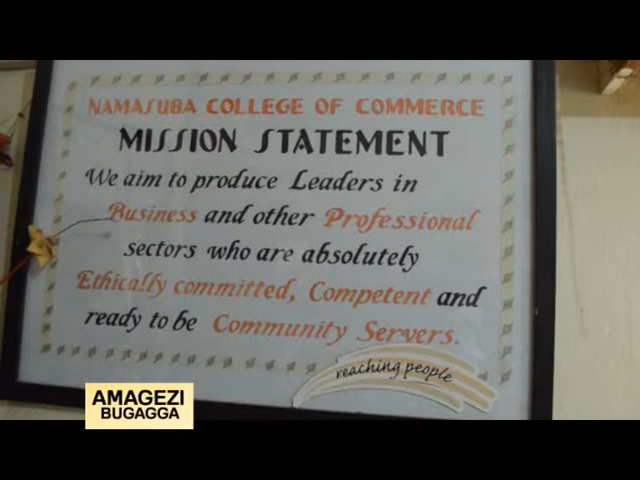 NAMASUBA COLLEGE OF COMMERCE
MISSION STATEMENT
We aim to produce Leaders in
Business and other Professional
sectors who are absolutely
Ethically committed, Competent and
ready to be Community Servers.
reaching people
AMAGEZI
BUGAGGA